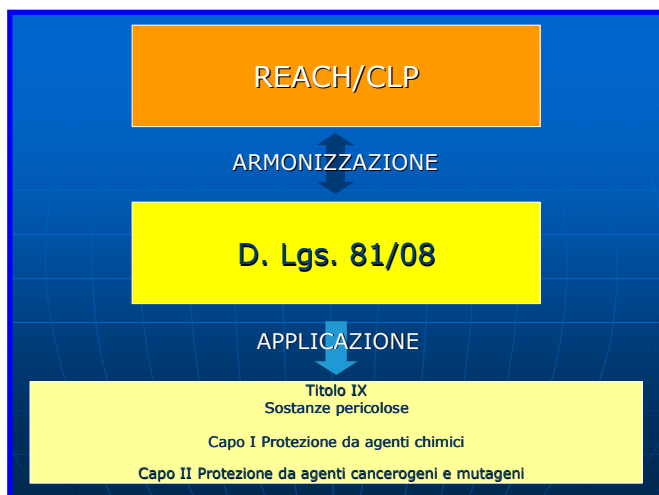 REACH/CLP
ARMONIZZAZIONE
D. Lgs. 81/08
APPLICAZIONE
Titolo IX
Sostanze pericolose
Capo I Protezione da agenti chimici
Capo II Protezione da agenti cancerogeni e mutageni